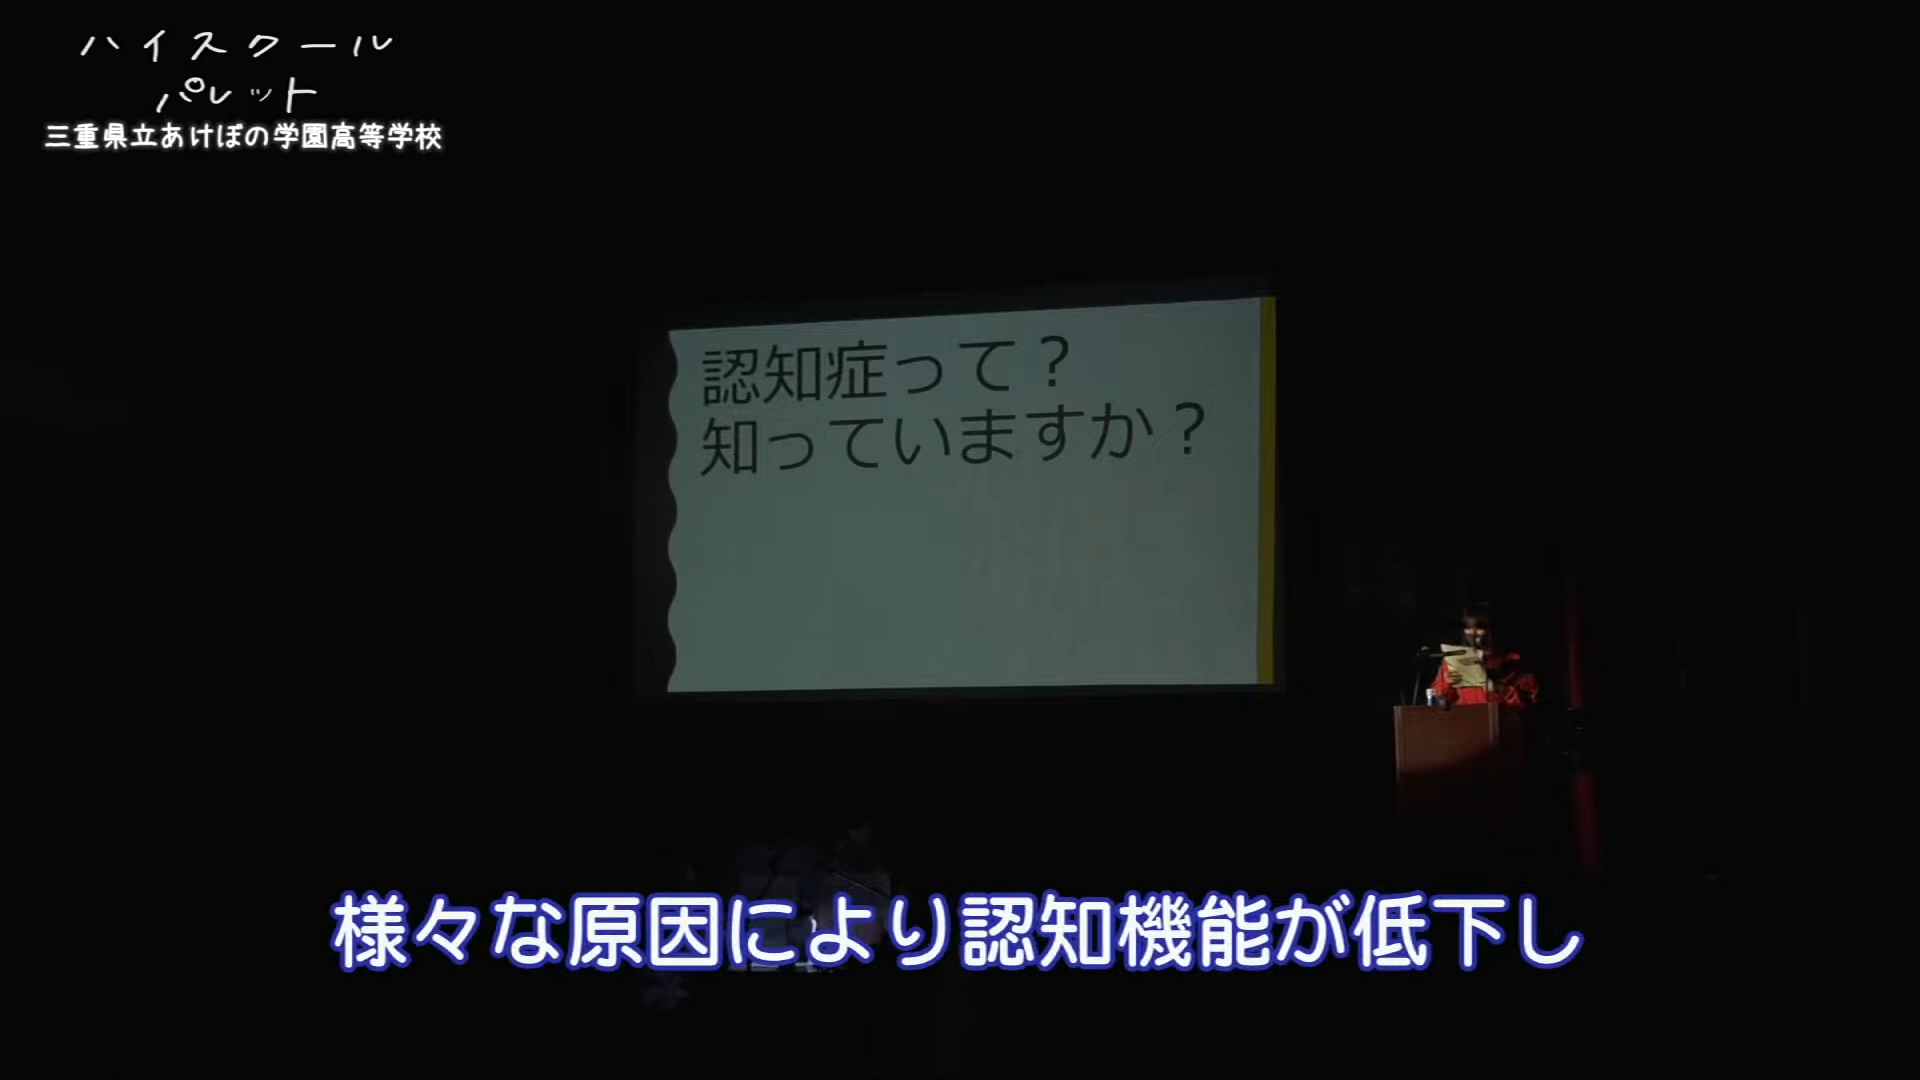 ハイスクール
パレット
三重県立あけぼの学園高等学校
認知症って？
知っていますか？
様々な原因により認知機能が低下し